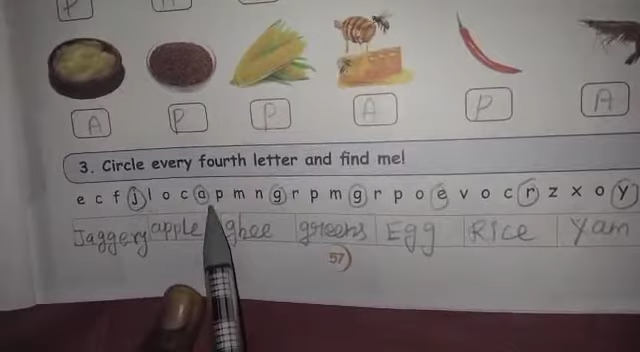 P A
A P P A P A
3. Circle every fourth letter and find me!
e c f j l o c a p m n g r p m g r p o e v o c r z x o y
Jaggery apple ghee greens Egg Rice Yam
57